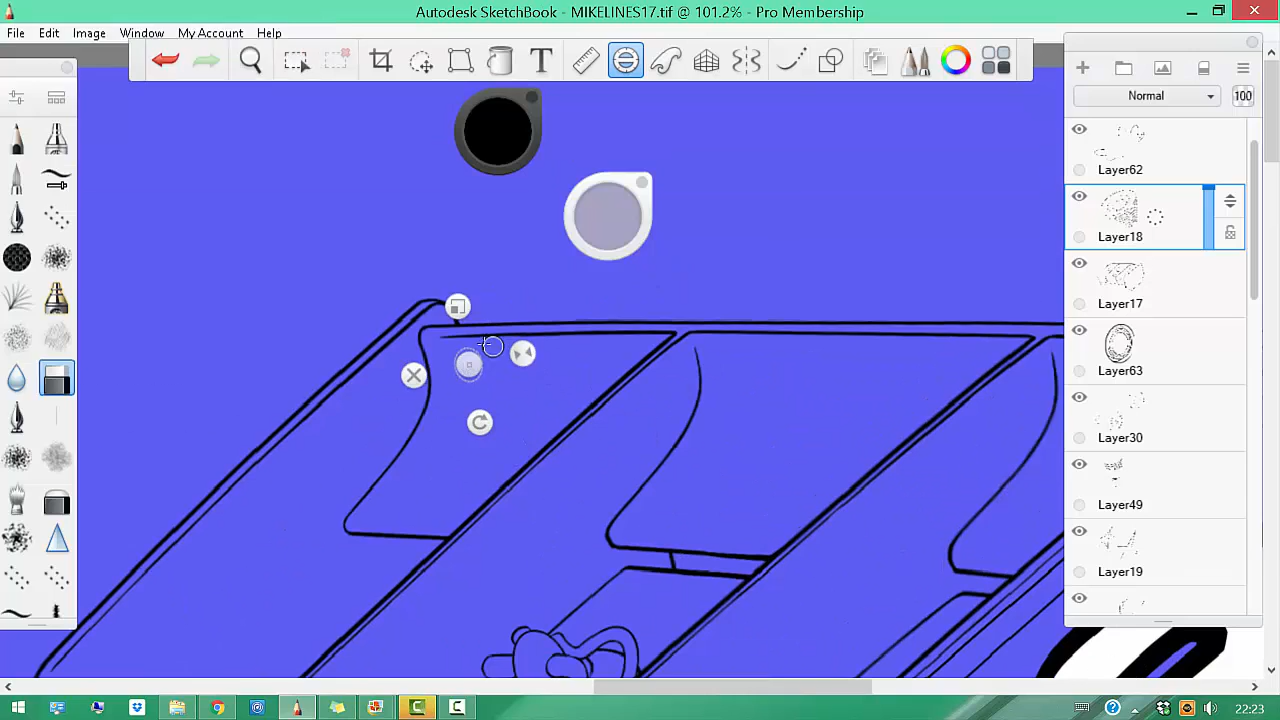 Autodesk SketchBook - MIKELINES17.tif @ 101.2% - Pro Membership
File Edit Image Window My Account Help
T
Normal 100
Layer62
Layer18
Layer17
Layer63
Layer30
Layer49
Layer19
22:23